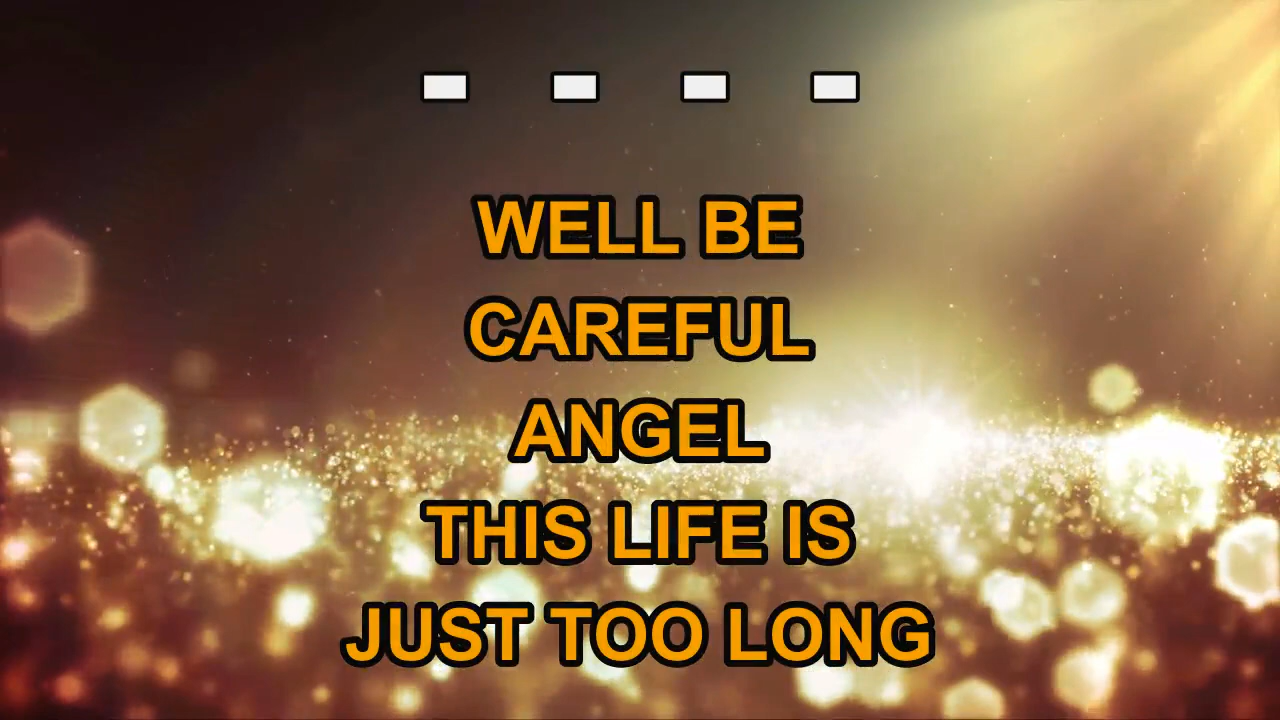 WELL BE
CAREFUL
ANGEL
THIS LIFE IS
JUST TOO LONG